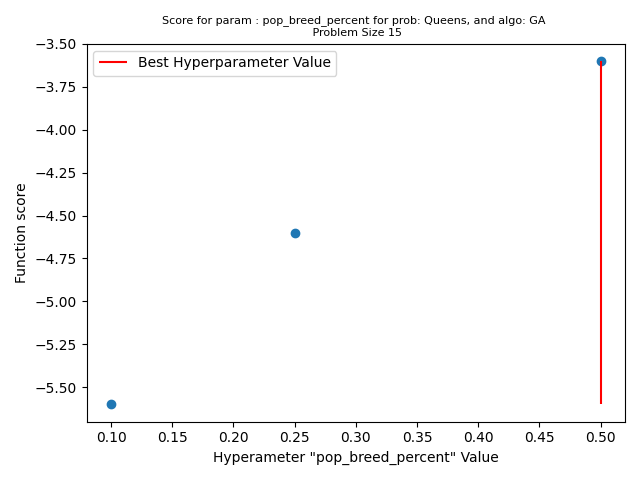 Score for param : pop_breed_percent for prob: Queens, and algo: GA
Problem Size 15
Best Hyperparameter Value
Function score
−3.50
−3.75
−4.00
−4.25
−4.50
−4.75
−5.00
−5.25
−5.50
0.10 0.15 0.20 0.25 0.30 0.35 0.40 0.45 0.50
Hyperameter "pop_breed_percent" Value